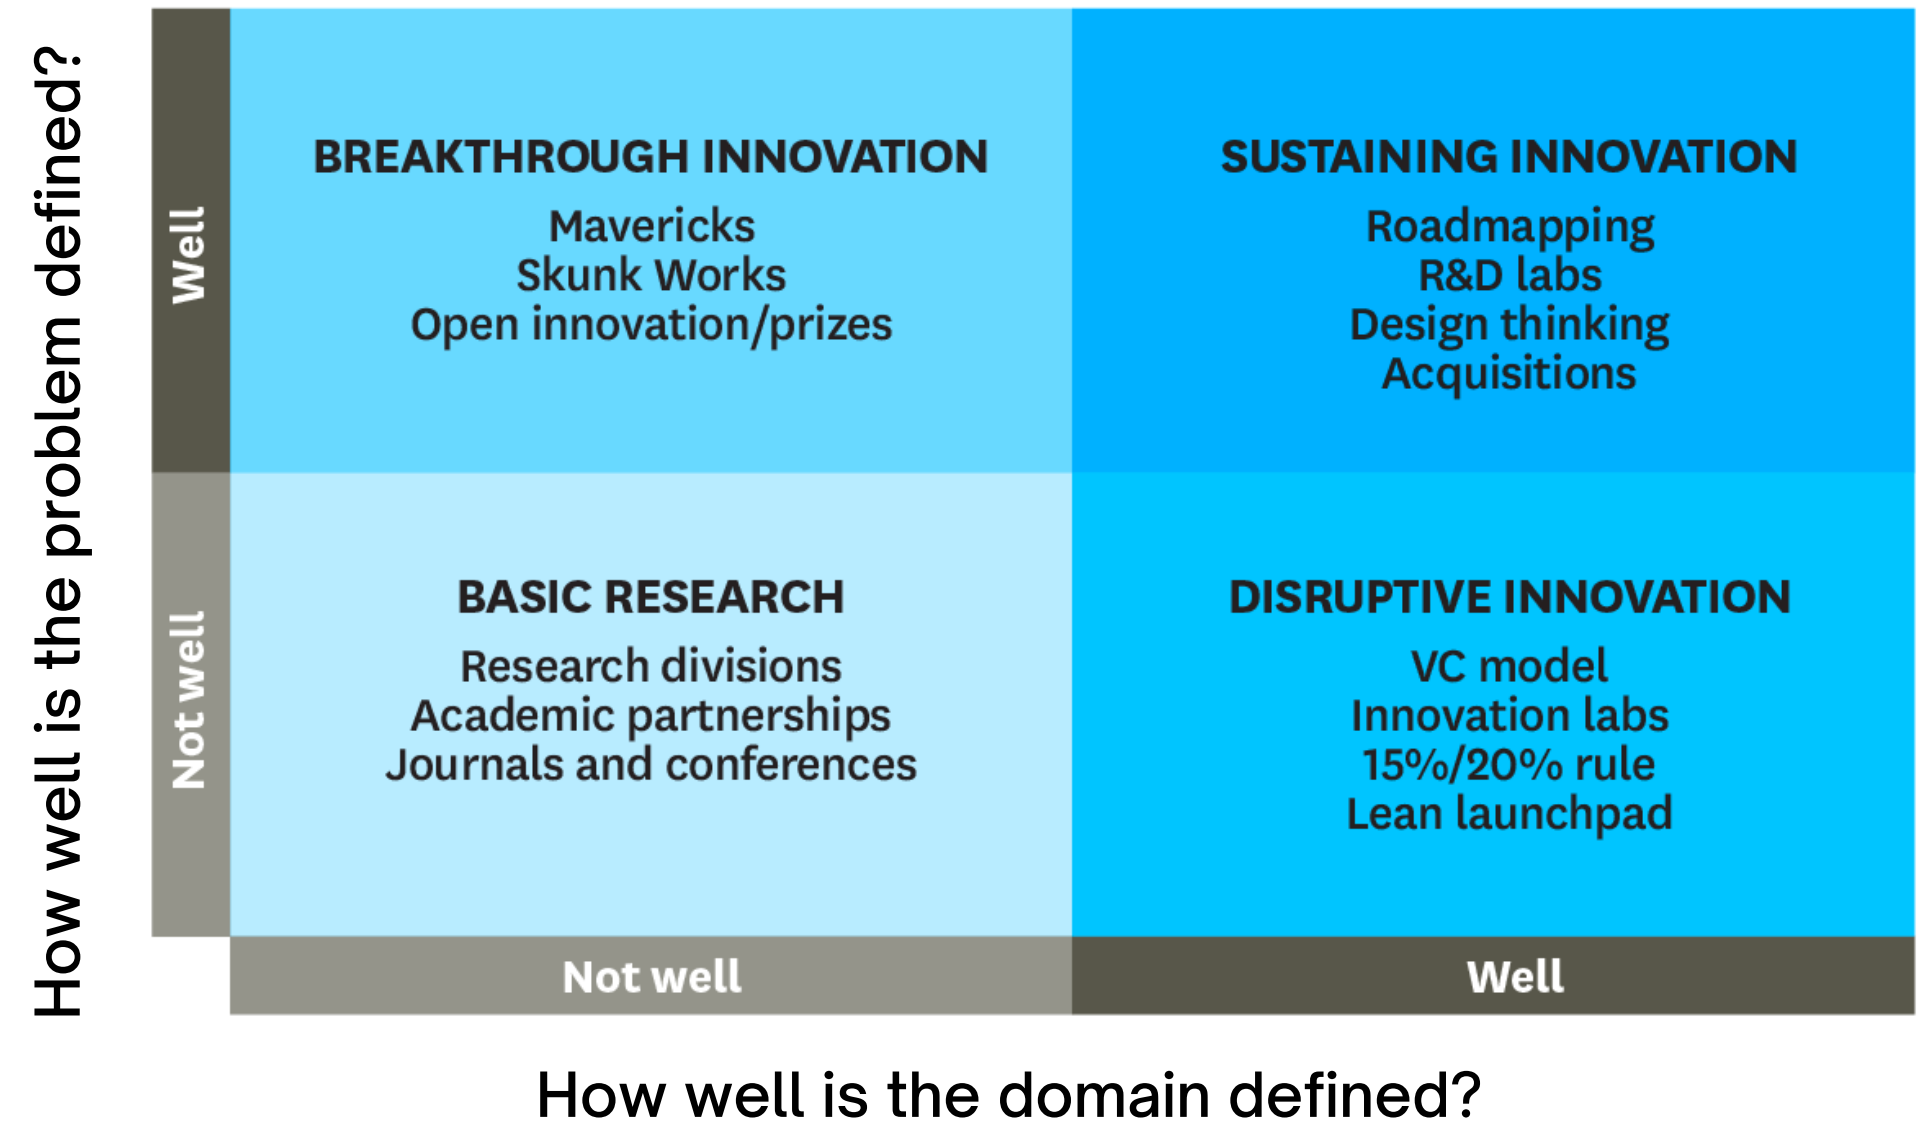 How well is the problem defined?
Well
BREAKTHROUGH INNOVATION
Mavericks
Skunk Works
Open innovation/prizes
SUSTAINING INNOVATION
Roadmapping
R&D labs
Design thinking
Acquisitions
Not well
BASIC RESEARCH
Research divisions
Academic partnerships
Journals and conferences
DISRUPTIVE INNOVATION
VC model
Innovation labs
15%/20% rule
Lean launchpad
Not well
Well
How well is the domain defined?